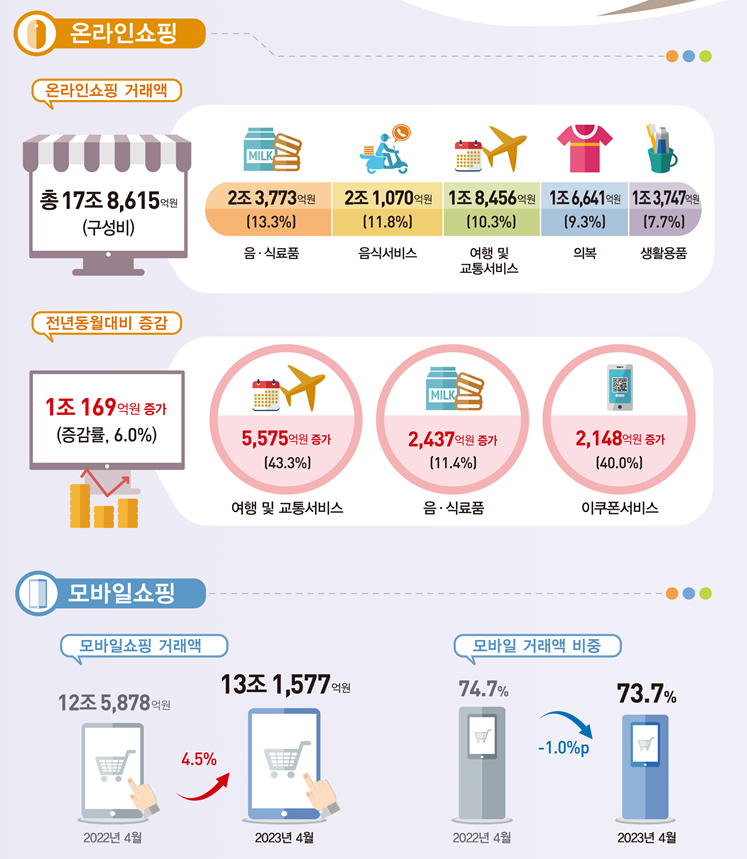 온라인쇼핑
온라인쇼핑 거래액
총 17조 8,615억원
(구성비)
MILK
2조 3,773억원 2조 1,070억원 1조 8,456억원 1조 6,641억원 1조 3,747억원
(13.3%) (11.8%) (10.3%) (9.3%) (7.7%)
음·식료품 음식서비스 여행 및 의복 생활용품
교통서비스
전년동월대비 증감
1조 169억원 증가
(증감률, 6.0%)
MILK
5,575억원 증가 2,437억원 증가 2,148억원 증가
(43.3%) (11.4%) (40.0%)
여행 및 교통서비스 음·식료품 이쿠폰서비스
모바일쇼핑
모바일쇼핑 거래액
12조 5,878억원
13조 1,577억원
4.5%
2022년 4월 2023년 4월
모바일 거래액 비중
74.7%
73.7%
-1.0%p
2022년 4월 2023년 4월